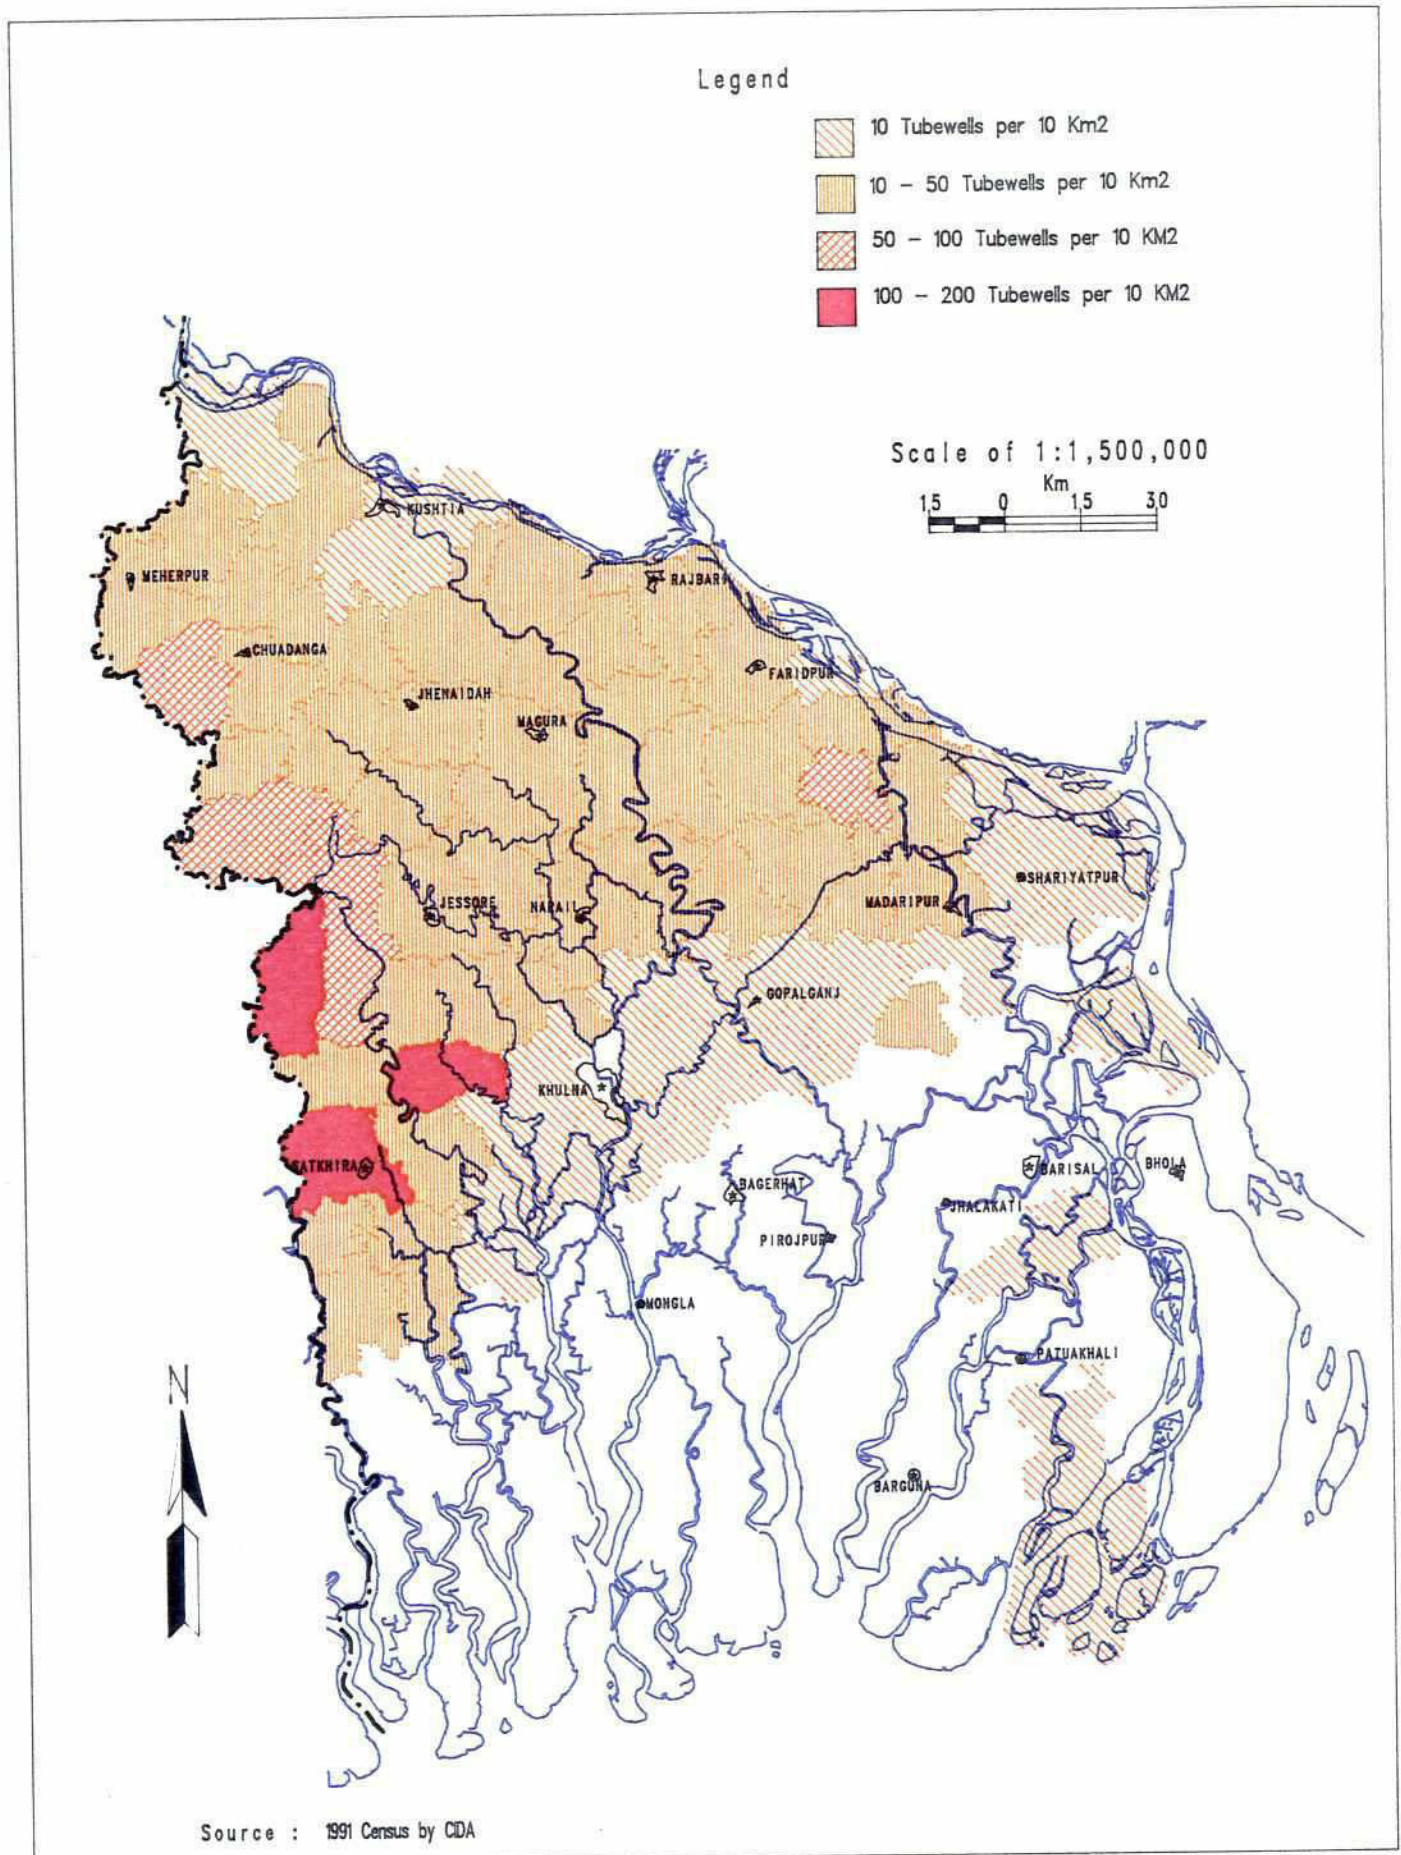 Legend
10 Tubewells per 10 Km2
10 - 50 Tubewells per 10 Km2
50 - 100 Tubewells per 10 KM2
100 - 200 Tubewells per 10 KM2
Scale of 1:1,500,000
Km
15 0 15 30
KUSHTIA
MEHERPUR
RAJBARI
CHUADANGA
FARIDPUR
JHENAIDAH
MAGURA
SHARIYATPUR
JESSORE
NARAIL
MADARIPUR
GOPALGANJ
KHULNA
SATKHIRA
BARISAL
BHOLA
BAGERHAT
JHALAKATI
PIROJPUR
MONGLA
PATUAKHALI
N
BARGUNA
Source : 1991 Census by CIDA